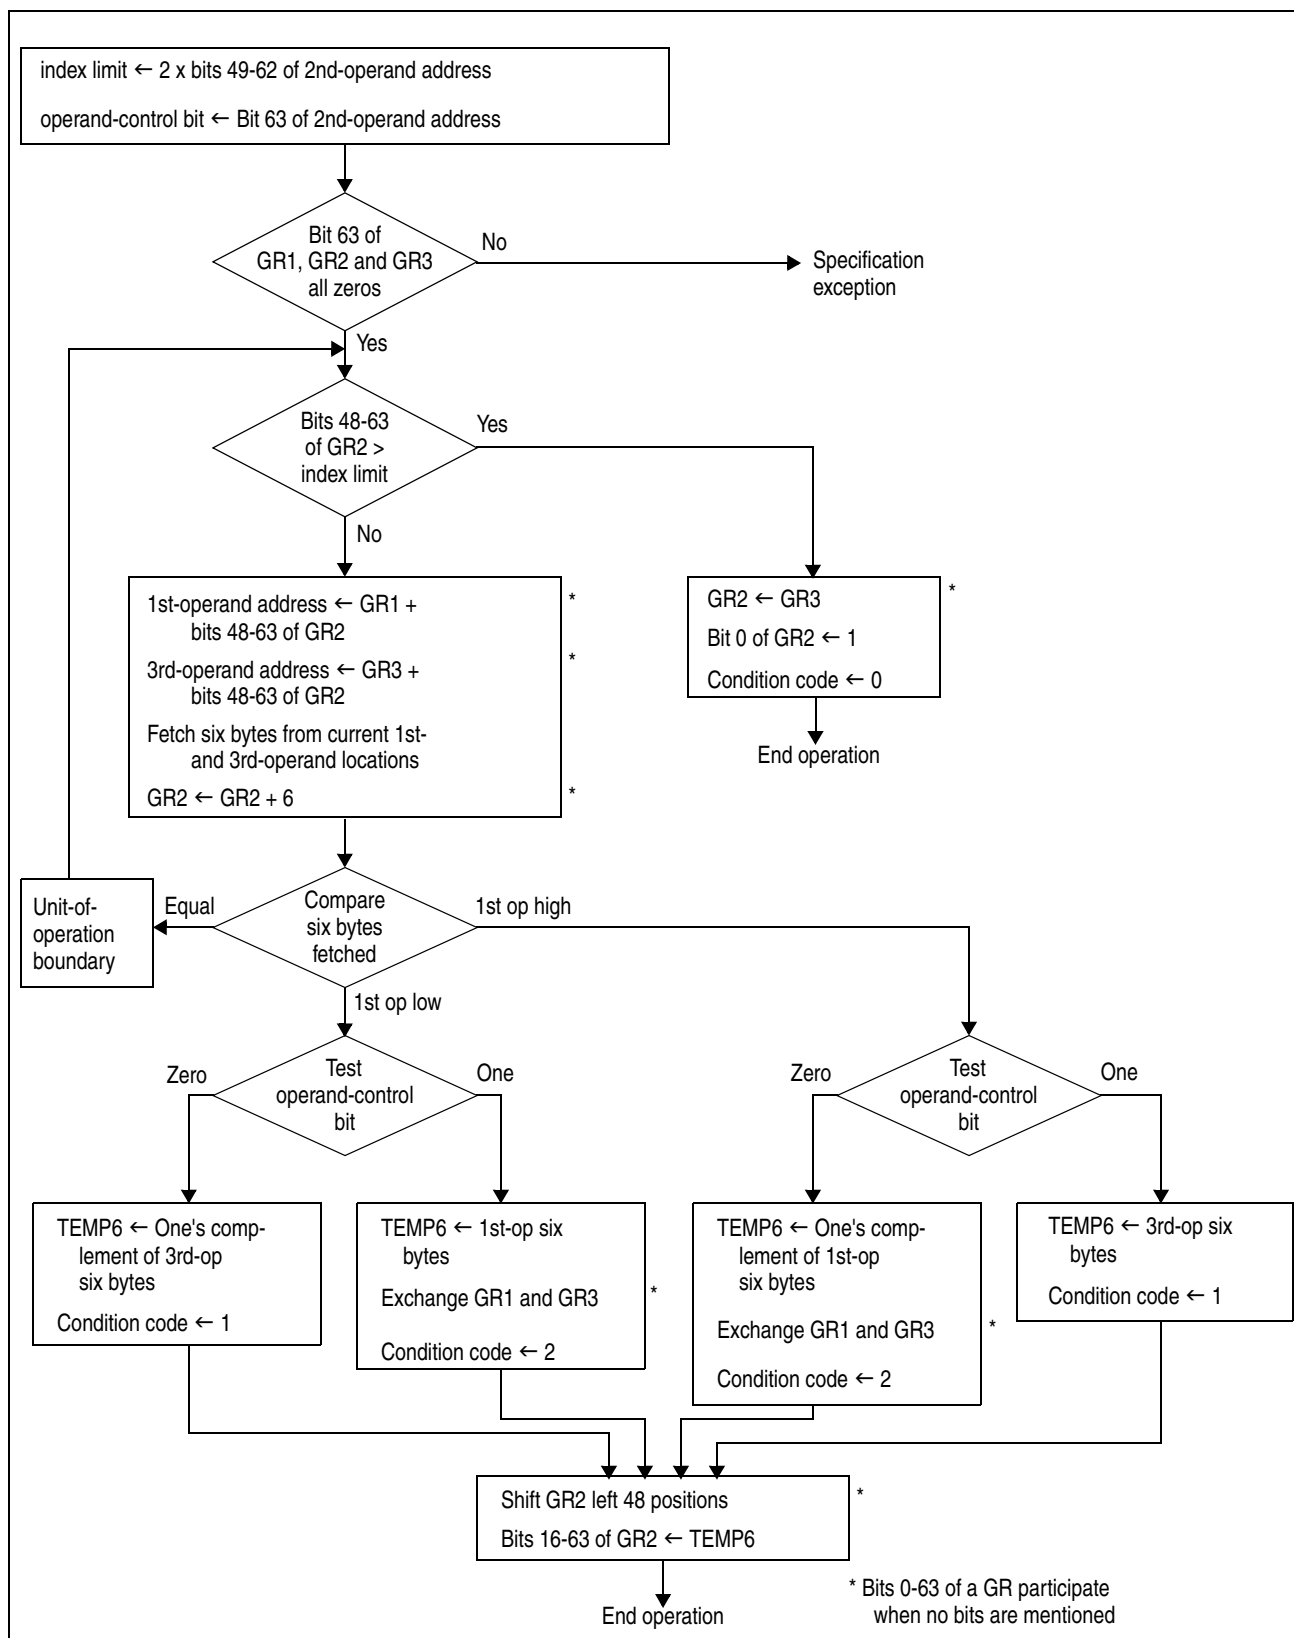 index limit ← 2 x bits 49-62 of 2nd-operand address
operand-control bit ← Bit 63 of 2nd-operand address
Bit 63 of
GR1, GR2 and GR3
all zeros
No
Specification
exception
Yes
Bits 48-63
of GR2 >
index limit
Yes
No
1st-operand address ← GR1 +
bits 48-63 of GR2
*
3rd-operand address ← GR3 +
bits 48-63 of GR2
*
Fetch six bytes from current 1st-
and 3rd-operand locations
GR2 ← GR2 + 6
*
GR2 ← GR3
*
Bit 0 of GR2 ← 1
Condition code ← 0
End operation
Unit-of-
operation
boundary
Equal
Compare
six bytes
fetched
1st op high
1st op low
Zero
Test
operand-control
bit
One
Zero
Test
operand-control
bit
One
TEMP6 ← One's comp-
lement of 3rd-op
six bytes
Condition code ← 1
TEMP6 ← 1st-op six
bytes
Exchange GR1 and GR3
*
Condition code ← 2
TEMP6 ← One's comp-
lement of 1st-op
six bytes
Exchange GR1 and GR3
*
Condition code ← 2
TEMP6 ← 3rd-op six
bytes
Condition code ← 1
Shift GR2 left 48 positions
*
Bits 16-63 of GR2 ← TEMP6
End operation
* Bits 0-63 of a GR participate
when no bits are mentioned